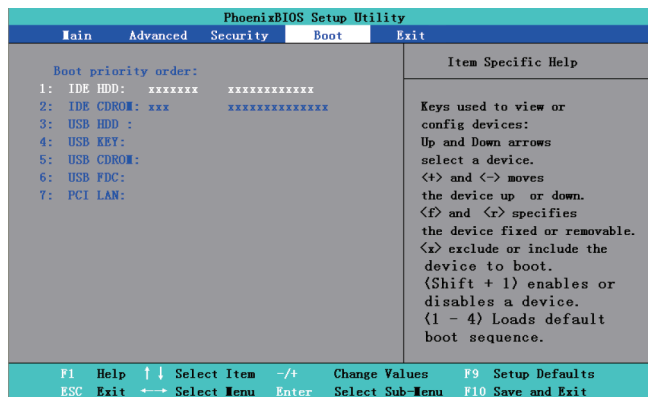 PhoenixBIOS Setup Utility
Main Advanced Security Boot Exit
Boot priority order:
1: IDE HDD: xxxxxxx xxxxxxxxxxxx
2: IDE CDROM: xxx xxxxxxxxxxxxxx
3: USB HDD :
4: USB KEY:
5: USB CDROM:
6: USB FDC:
7: PCI LAN:
Item Specific Help
Keys used to view or
config devices:
Up and Down arrows
select a device.
<+> and <-> moves
the device up or down.
<f> and <r> specifies
the device fixed or removable.
<x> exclude or include the
device to boot.
(Shift + 1) enables or
disables a device.
(1 - 4) Loads default
boot sequence.
F1 Help ↑↓ Select Item -/+ Change Values F9 Setup Defaults
ESC Exit ←→ Select Menu Enter Select Sub-Menu F10 Save and Exit